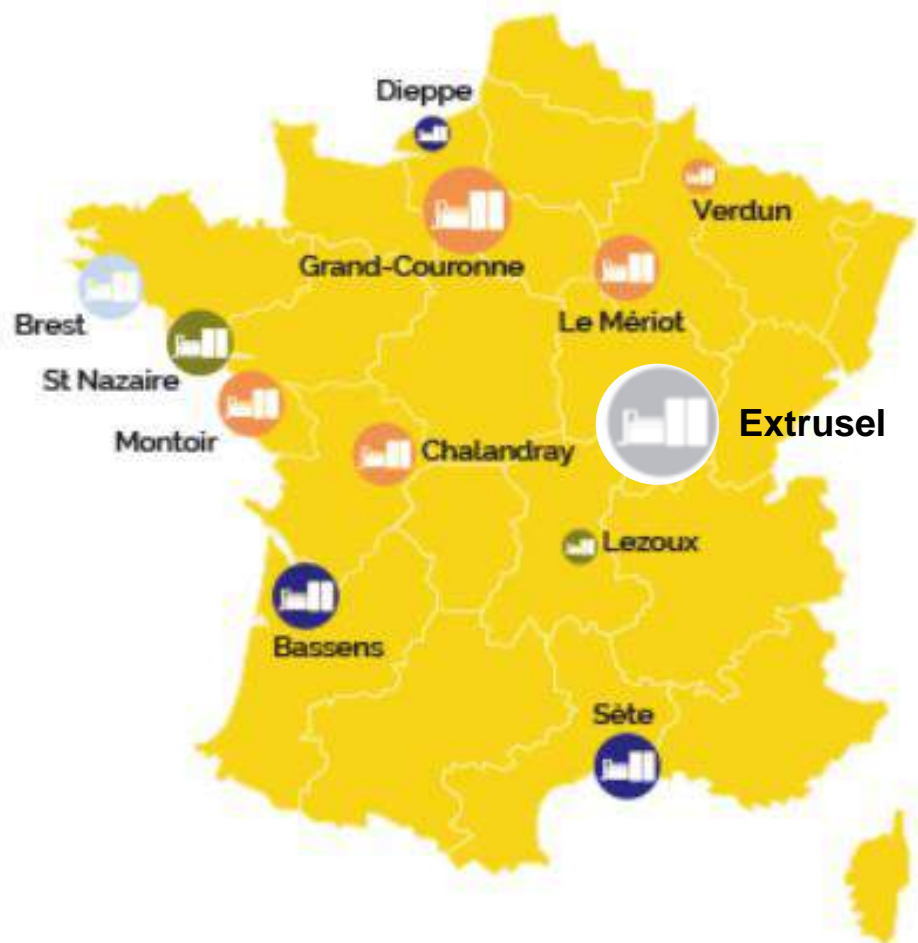 Dieppe
Verdun
Grand-Couronne
Le Mériot
Brest
St Nazaire
Montoir
Chalandray
Extrusel
Lezoux
Bassens
Sète